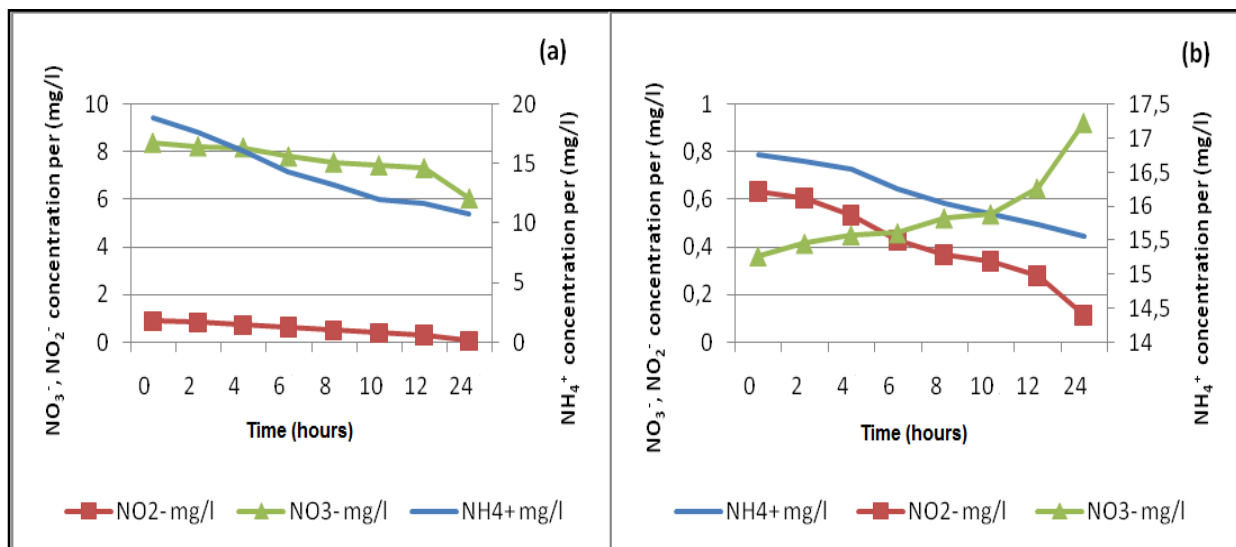 (a)
NO₃⁻, NO₂⁻ concentration per (mg/l)
10
8
6
4
2
0
20
15
10
5
0
NH₄⁺ concentration per (mg/l)
0 2 4 6 8 10 12 24
Time (hours)
NO2- mg/l NO3- mg/l NH4+ mg/l
(b)
NO₃⁻, NO₂⁻ concentration per (mg/l)
1
0,8
0,6
0,4
0,2
0
17,5
17
16,5
16
15,5
15
14,5
14
NH₄⁺ concentration per (mg/l)
0 2 4 6 8 10 12 24
Time (hours)
NH4+ mg/l NO2- mg/l NO3- mg/l